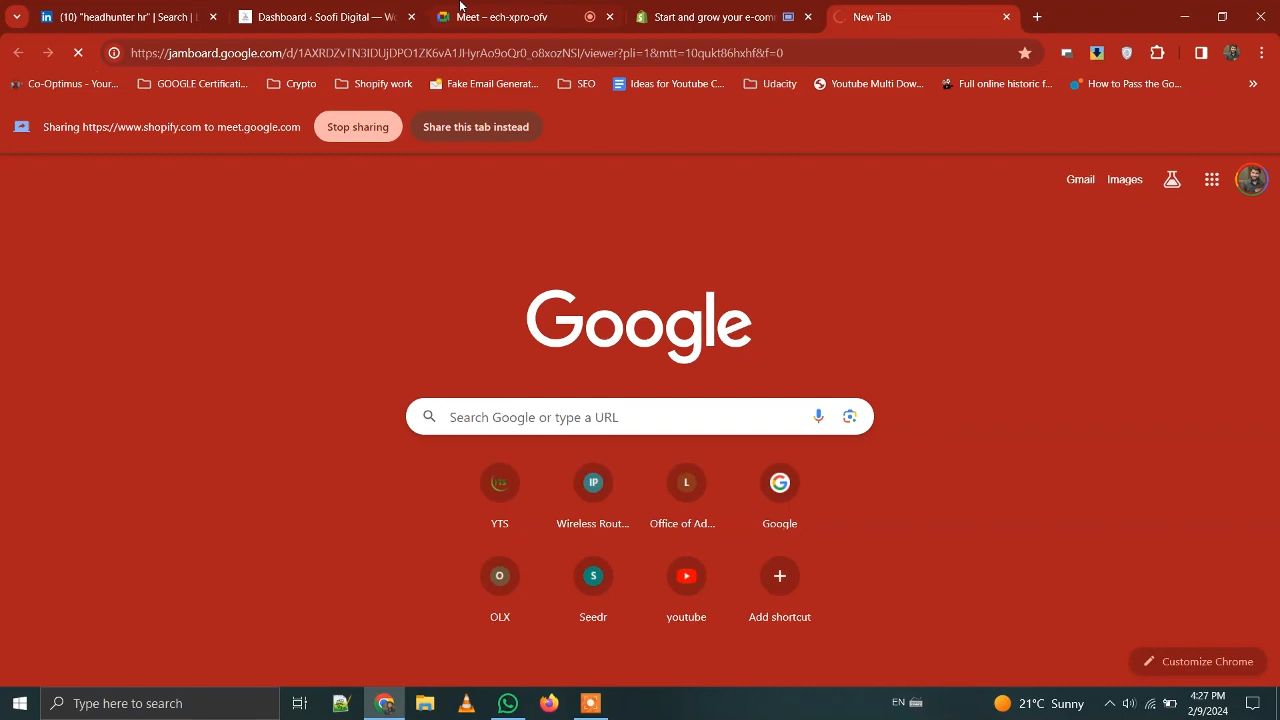 (10) "headhunter hr" | Search | L
Dashboard ‹ Soofi Digital — Wo
Meet – ech-xpro-ofv
Start and grow your e-comm
New Tab
https://jamboard.google.com/d/1AXRDZvTN3IDUjDPO1ZK6vA1JHyrAo9oQr0_o8xozNSI/viewer?pli=1&mtt=10qukt86hxhf&f=0
Co-Optimus - Your...
GOOGLE Certificati...
Crypto
Shopify work
Fake Email Generat...
SEO
Ideas for Youtube C...
Udacity
Youtube Multi Dow...
Full online historic f...
How to Pass the Go...
Sharing https://www.shopify.com to meet.google.com
Stop sharing
Share this tab instead
Gmail
Images
Google
Search Google or type a URL
YTS
IP
L
G
YTS
Wireless Rout...
Office of Ad...
Google
O
S
OLX
Seedr
youtube
Add shortcut
Customize Chrome
Type here to search
EN
21°C Sunny
4:27 PM
2/9/2024